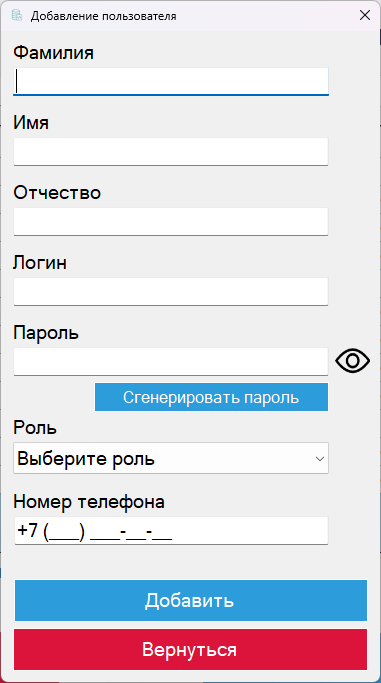 Добавление пользователя
Фамилия
Имя
Отчество
Логин
Пароль
Сгенерировать пароль
Роль
Выберите роль
Номер телефона
+7 (___) ___-__-__
Добавить
Вернуться